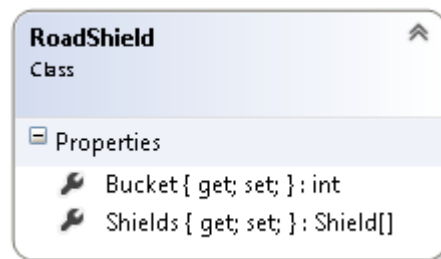 RoadShield
Class
Properties
Bucket { get; set; } : int
Shields { get; set; } : Shield[]